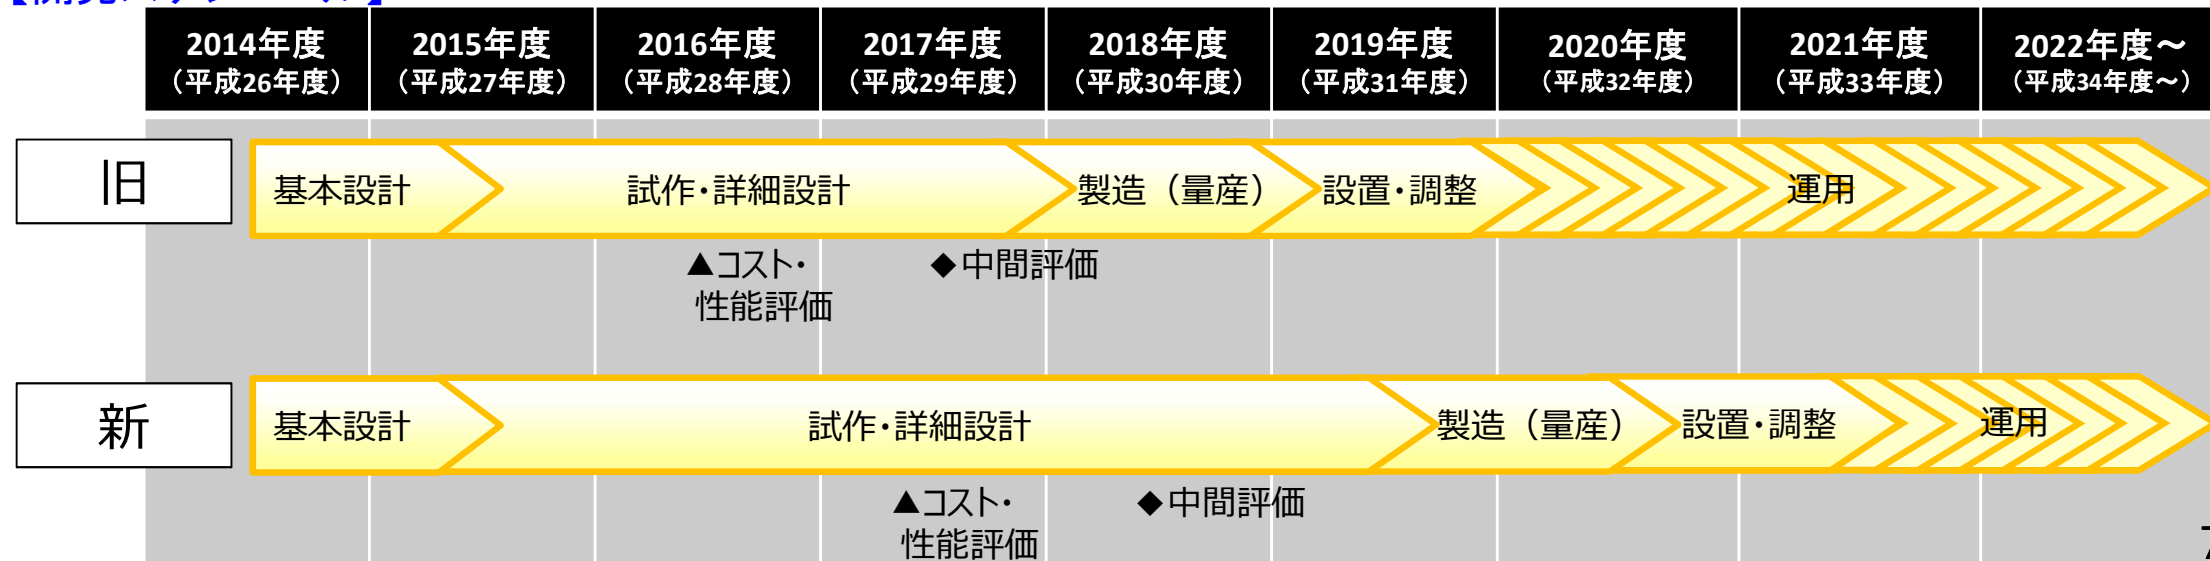 2014年度 2015年度 2016年度 2017年度 2018年度 2019年度 2020年度 2021年度 2022年度～
（平成26年度） （平成27年度） （平成28年度） （平成29年度） （平成30年度） （平成31年度） （平成32年度） （平成33年度） （平成34年度～）
旧 基本設計 試作・詳細設計 製造（量産） 設置・調整 運用
▲コスト・ ◆中間評価
性能評価
新 基本設計 試作・詳細設計 製造（量産） 設置・調整 運用
▲コスト・ ◆中間評価
性能評価